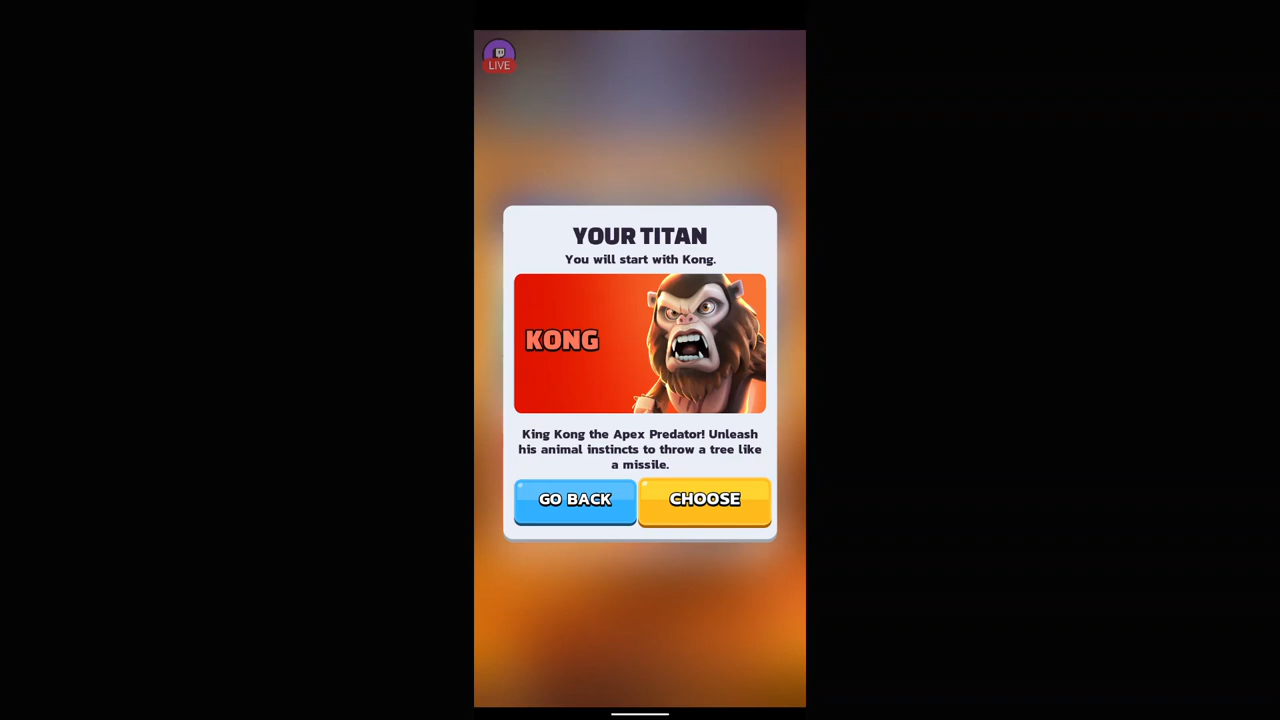 LIVE
YOUR TITAN
You will start with Kong.
KONG
King Kong the Apex Predator! Unleash
his animal instincts to throw a tree like
a missile.
GO BACK
CHOOSE